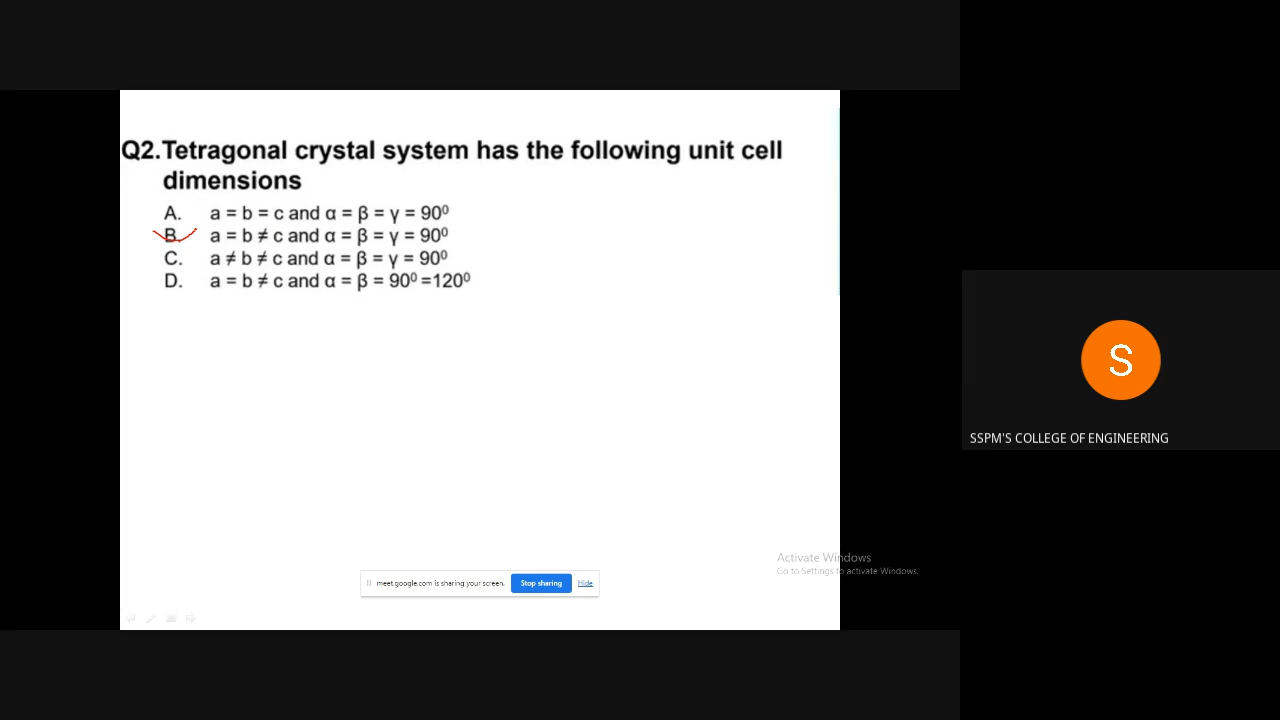 Q2.Tetragonal crystal system has the following unit cell
dimensions
A. a = b = c and α = β = γ = 90⁰
B. a = b ≠ c and α = β = γ = 90⁰
C. a ≠ b ≠ c and α = β = γ = 90⁰
D. a = b ≠ c and α = β = 90⁰ =120⁰
S
SSPM'S COLLEGE OF ENGINEERING
Activate Windows
Go to Settings to activate Windows.
meet.google.com is sharing your screen. Stop sharing Hide